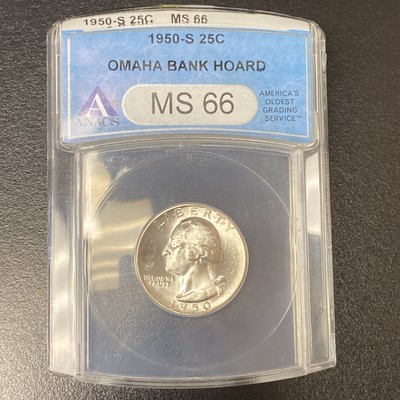 1950-S 25C MS 66
1950-S 25C
OMAHA BANK HOARD
ANACS
MS 66
AMERICA'S
OLDEST
GRADING
SERVICE™
LIBERTY
IN GOD WE
TRUST
1950